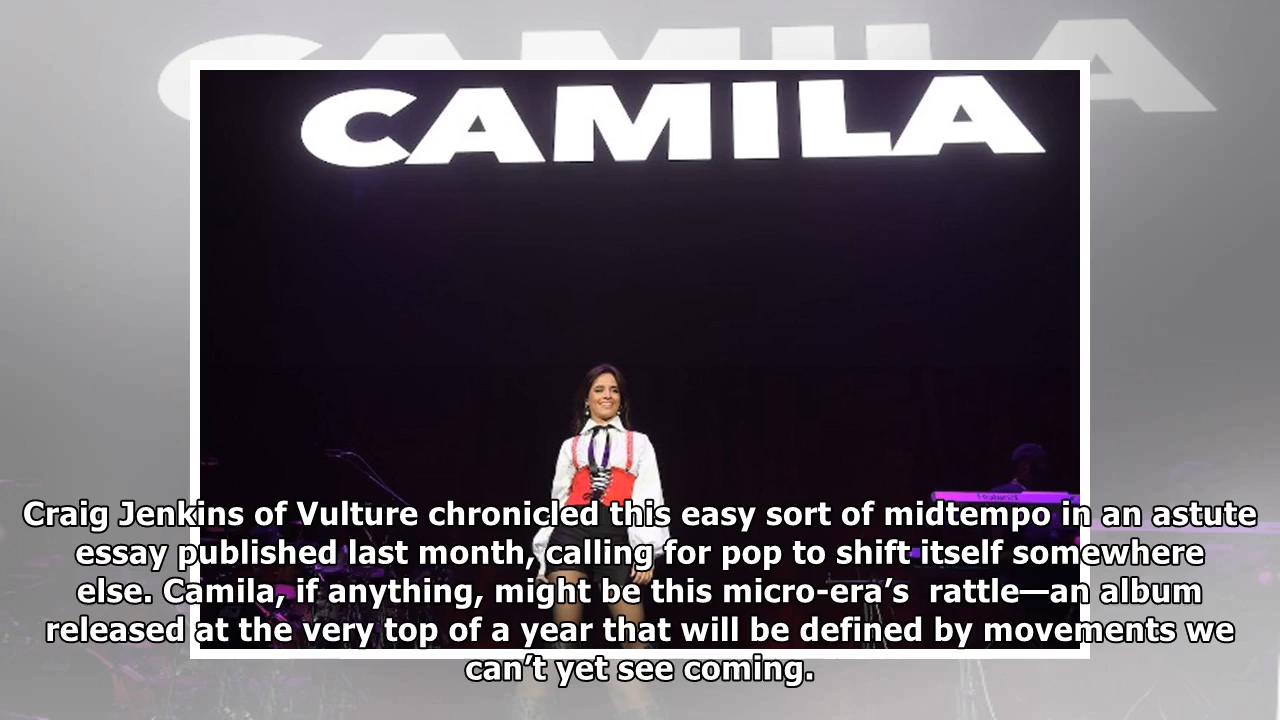 CAMILA
Craig Jenkins of Vulture chronicled this easy sort of midtempo in an astute
essay published last month, calling for pop to shift itself somewhere
else. Camila, if anything, might be this micro-era’s  rattle—an album
released at the very top of a year that will be defined by movements we
can’t yet see coming.